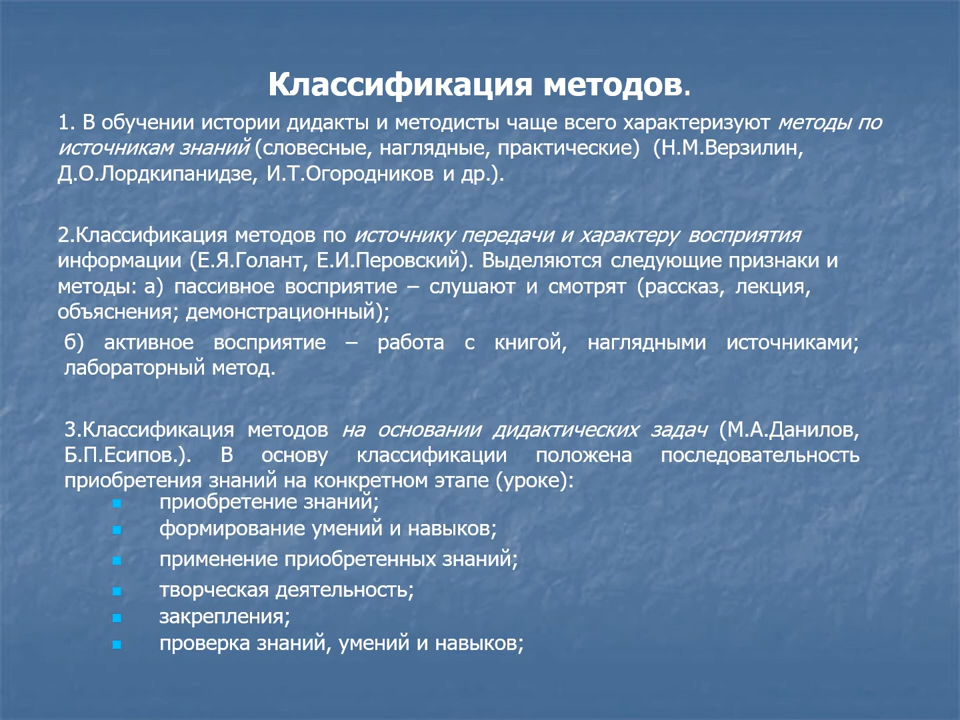 Классификация методов.
1. В обучении истории дидакты и методисты чаще всего характеризуют методы по
источникам знаний (словесные, наглядные, практические) (Н.М.Верзилин,
Д.О.Лордкипанидзе, И.Т.Огородников и др.).
2.Классификация методов по источнику передачи и характеру восприятия
информации (Е.Я.Голант, Е.И.Перовский). Выделяются следующие признаки и
методы: а) пассивное восприятие – слушают и смотрят (рассказ, лекция,
объяснения; демонстрационный);
б) активное восприятие – работа с книгой, наглядными источниками;
лабораторный метод.
3.Классификация методов на основании дидактических задач (М.А.Данилов,
Б.П.Есипов.). В основу классификации положена последовательность
приобретения знаний на конкретном этапе (уроке):
приобретение знаний;
формирование умений и навыков;
применение приобретенных знаний;
творческая деятельность;
закрепления;
проверка знаний, умений и навыков;